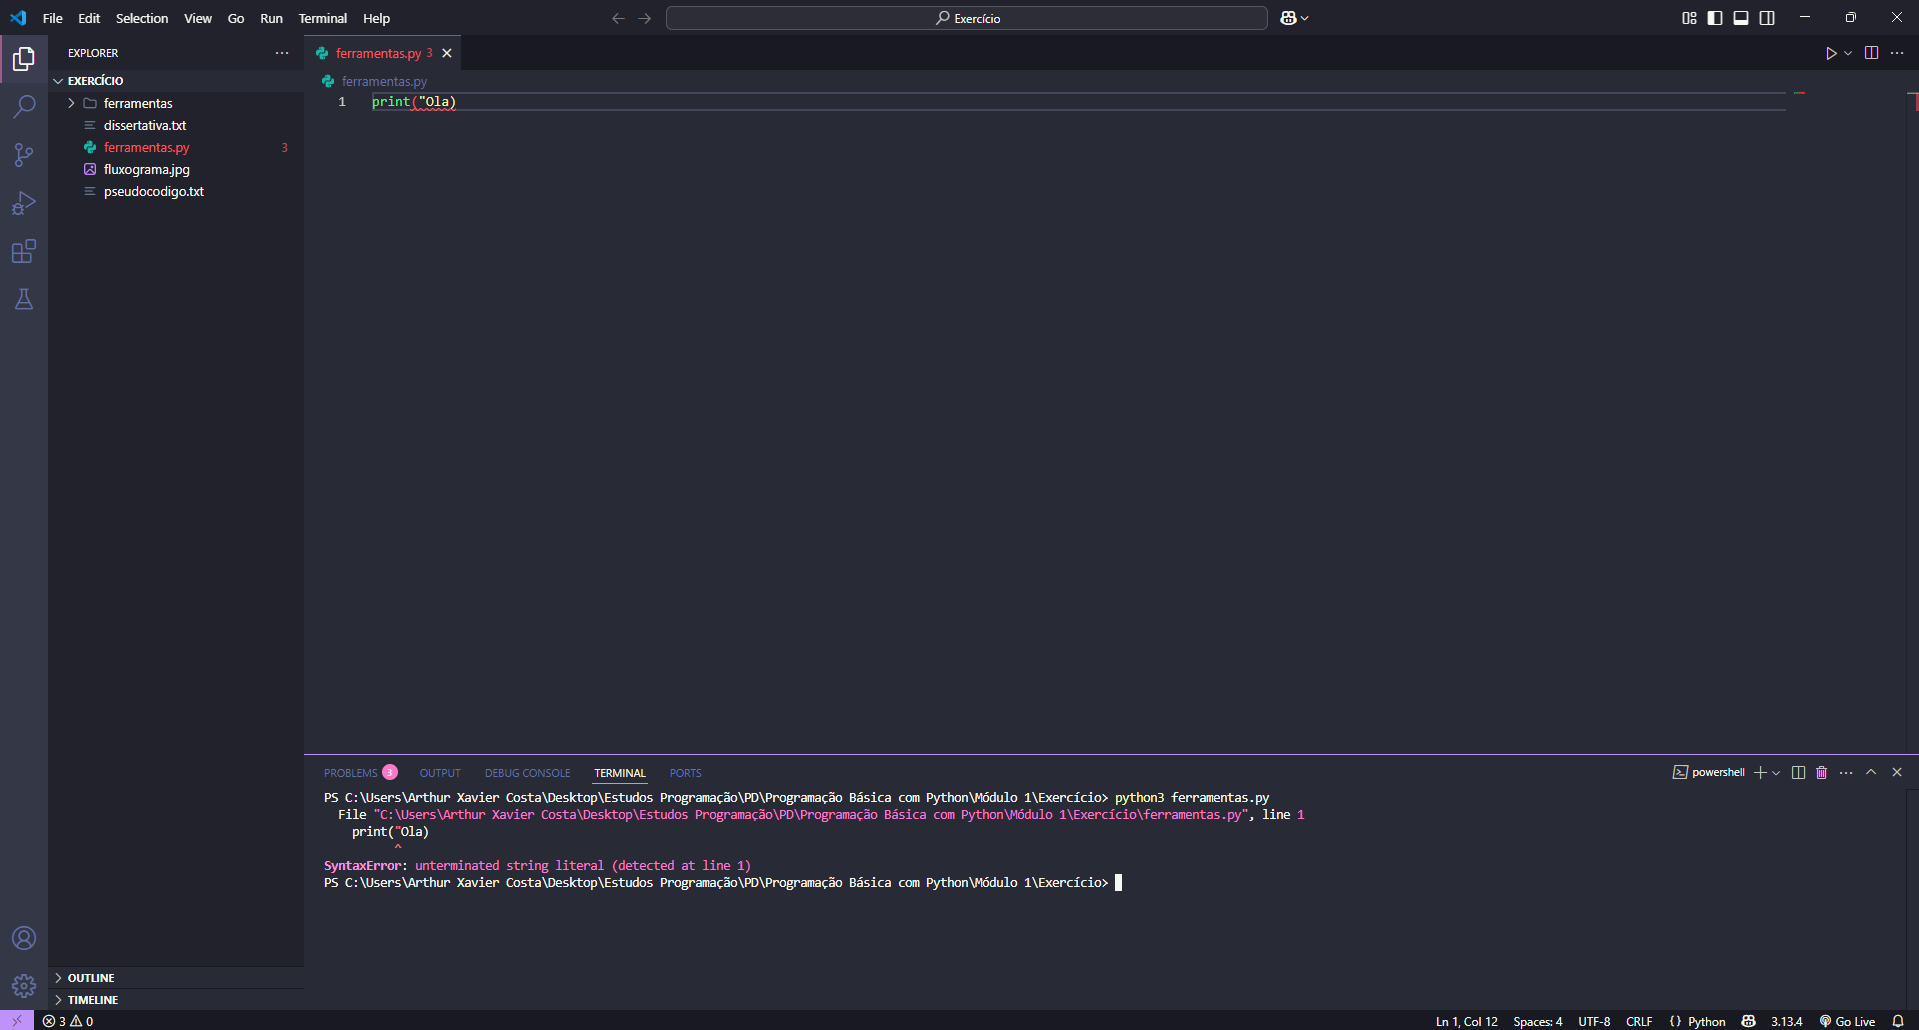 File Edit Selection View Go Run Terminal Help
Exercício
EXPLORER
EXERCÍCIO
ferramentas
dissertativa.txt
ferramentas.py 3
fluxograma.jpg
pseudocodigo.txt
OUTLINE
TIMELINE
ferramentas.py 3
ferramentas.py
1 print("Ola)
PROBLEMS 3 OUTPUT DEBUG CONSOLE TERMINAL PORTS
powershell
PS C:\Users\Arthur Xavier Costa\Desktop\Estudos Programação\PD\Programação Básica com Python\Módulo 1\Exercício> python3 ferramentas.py
File "C:\Users\Arthur Xavier Costa\Desktop\Estudos Programação\PD\Programação Básica com Python\Módulo 1\Exercício\ferramentas.py", line 1
print("Ola)
^
SyntaxError: unterminated string literal (detected at line 1)
PS C:\Users\Arthur Xavier Costa\Desktop\Estudos Programação\PD\Programação Básica com Python\Módulo 1\Exercício>
3 0
Ln 1, Col 12 Spaces: 4 UTF-8 CRLF {} Python 3.13.4 Go Live